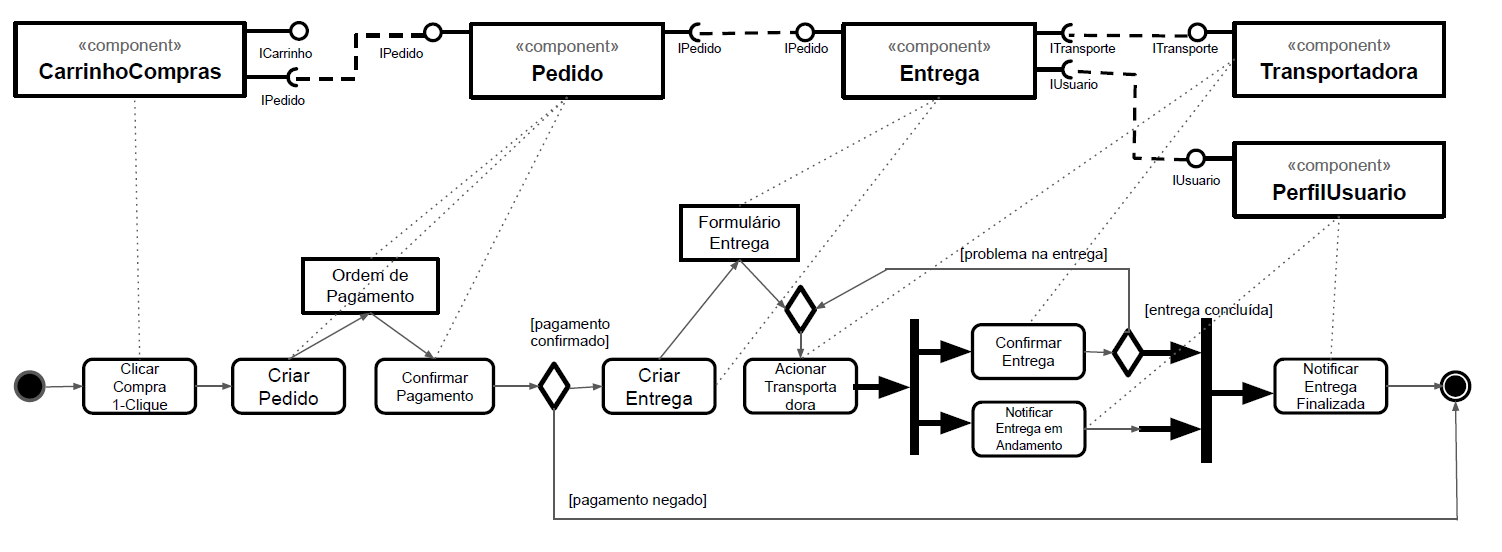 «component»
CarrinhoCompras
ICarrinho
IPedido
IPedido
«component»
Pedido
IPedido
IPedido
«component»
Entrega
ITransporte
IUsuario
ITransporte
«component»
Transportadora
IUsuario
«component»
PerfilUsuario
Formulário
Entrega
Ordem de
Pagamento
[problema na entrega]
[entrega concluída]
[pagamento
confirmado]
Clicar
Compra
1-Clique
Criar
Pedido
Confirmar
Pagamento
Criar
Entrega
Acionar
Transporta
dora
Confirmar
Entrega
Notificar
Entrega em
Andamento
Notificar
Entrega
Finalizada
[pagamento negado]